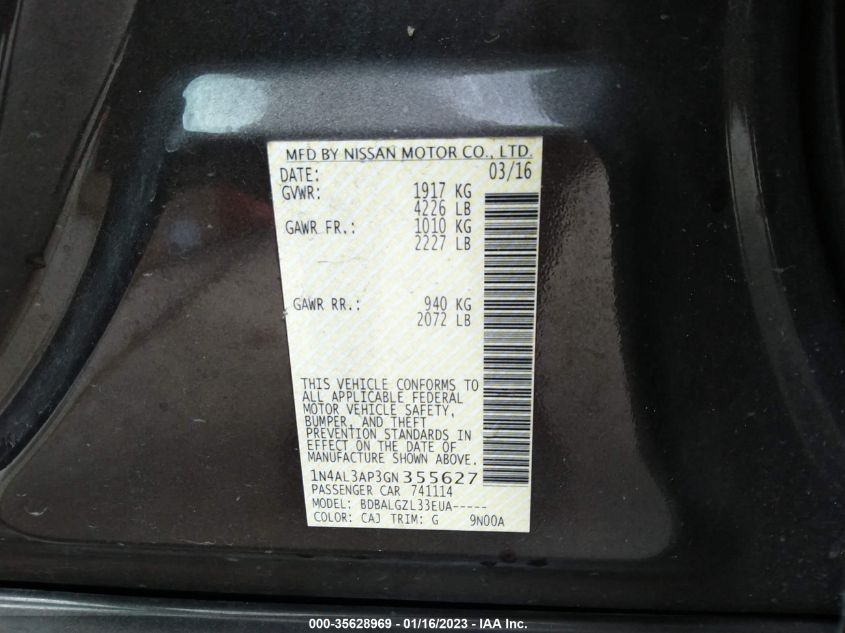 MFD BY NISSAN MOTOR CO., LTD.
DATE: 03/16
GVWR: 1917 KG
4226 LB
GAWR FR.: 1010 KG
2227 LB
GAWR RR.: 940 KG
2072 LB
THIS VEHICLE CONFORMS TO
ALL APPLICABLE FEDERAL
MOTOR VEHICLE SAFETY,
BUMPER, AND THEFT
PREVENTION STANDARDS IN
EFFECT ON THE DATE OF
MANUFACTURE SHOWN ABOVE.
1N4AL3AP3GN355627
PASSENGER CAR 741114
MODEL: BDBALGZL33EUA-----
COLOR: CAJ TRIM: G 9N00A
000-35628969 - 01/16/2023 - IAA Inc.